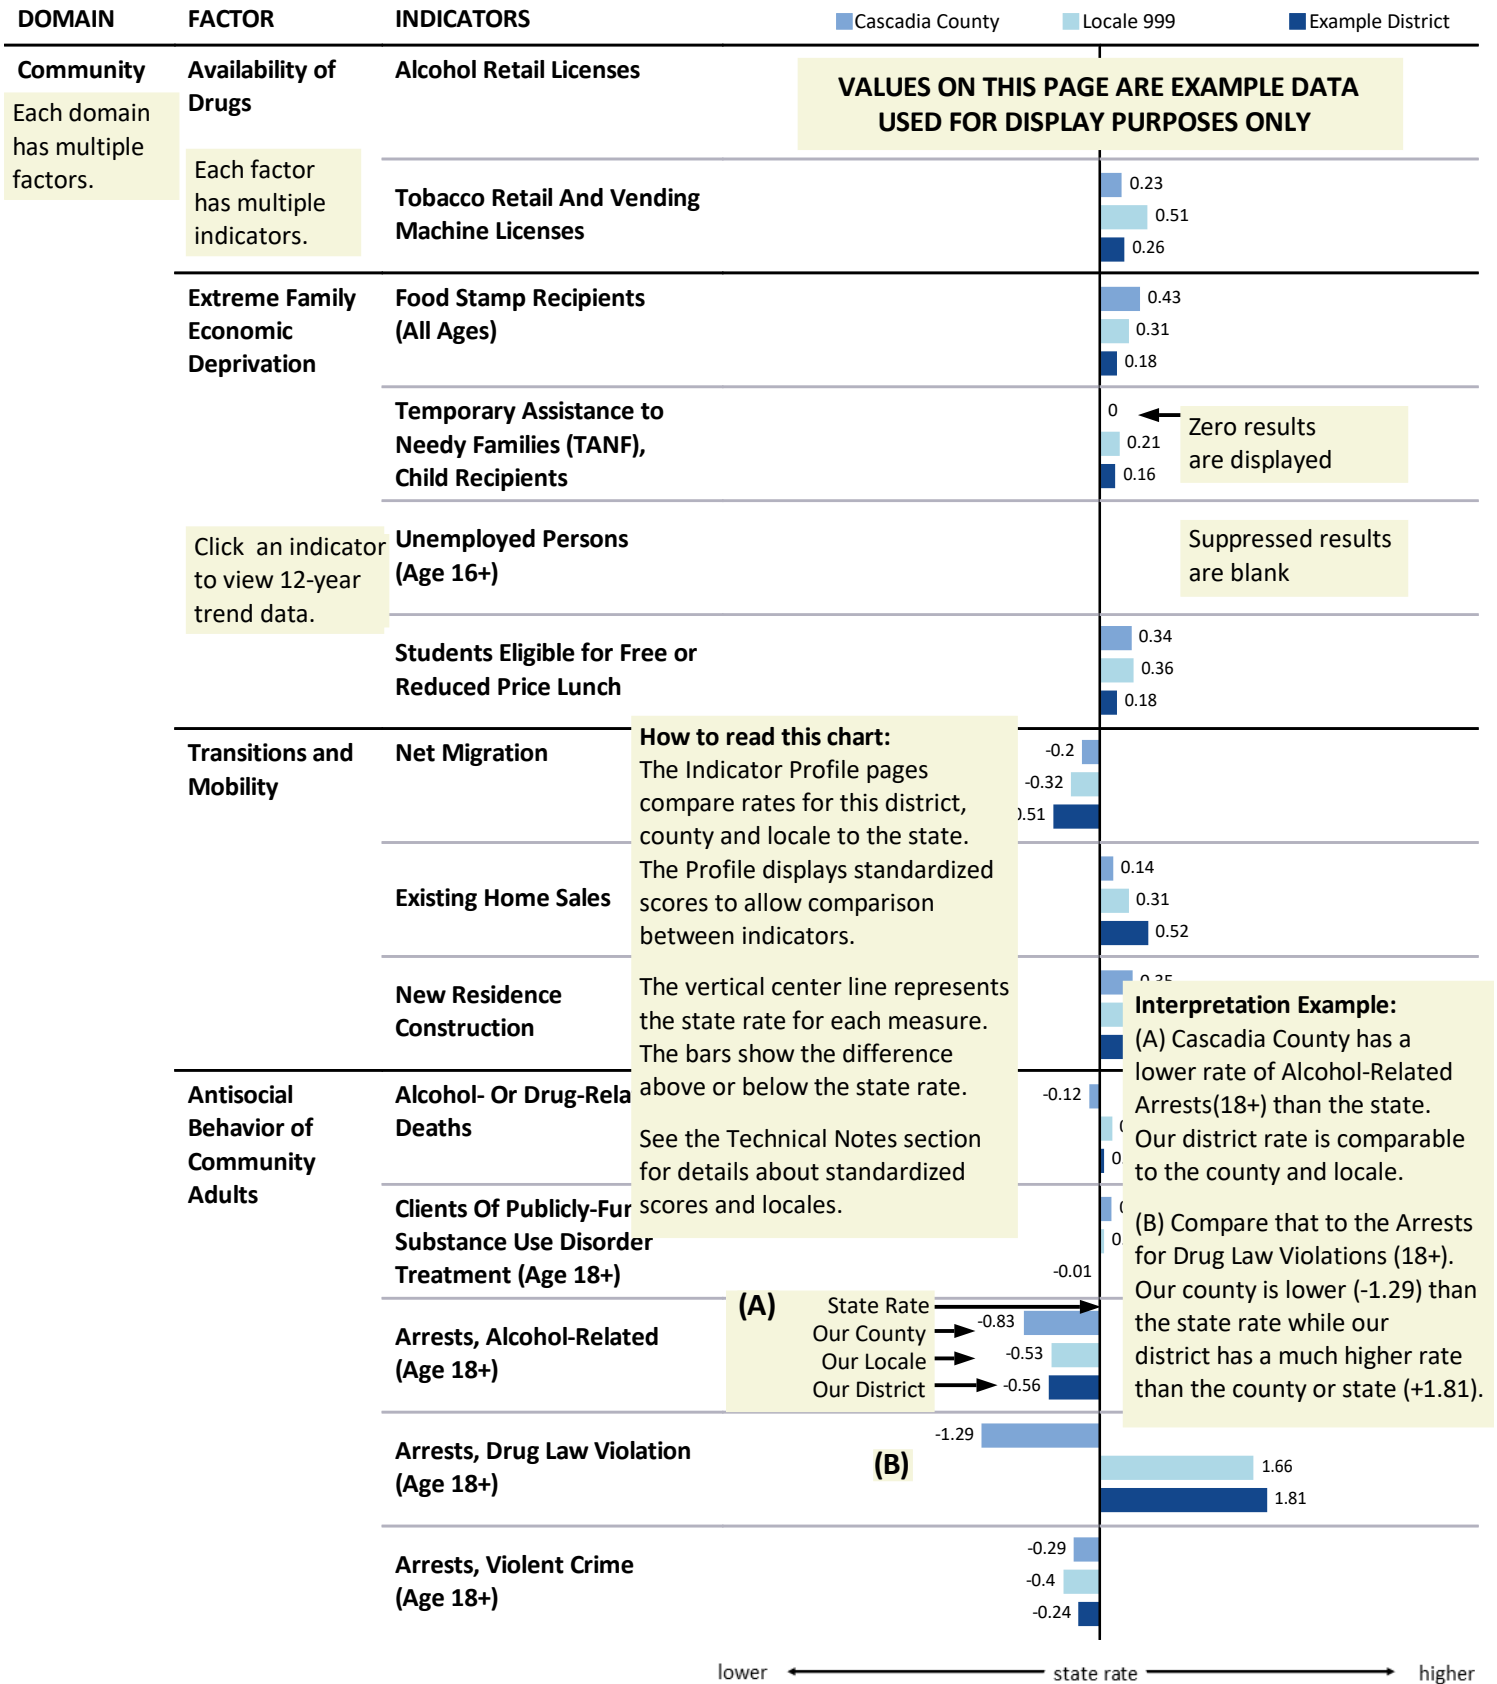 DOMAIN FACTOR INDICATORS Cascadia County Locale 999 Example District
Community
Each domain
has multiple
factors.
Availability of
Drugs
Each factor
has multiple
indicators.
Alcohol Retail Licenses
VALUES ON THIS PAGE ARE EXAMPLE DATA
USED FOR DISPLAY PURPOSES ONLY
Tobacco Retail And Vending
Machine Licenses
0.23
0.51
0.26
Extreme Family
Economic
Deprivation
Food Stamp Recipients
(All Ages)
0.43
0.31
0.18
Temporary Assistance to
Needy Families (TANF),
Child Recipients
0
0.21
0.16
Zero results
are displayed
Click an indicator
to view 12-year
trend data.
Unemployed Persons
(Age 16+)
Suppressed results
are blank
Students Eligible for Free or
Reduced Price Lunch
0.34
0.36
0.18
Transitions and
Mobility
Net Migration
-0.2
-0.32
.51
How to read this chart:
The Indicator Profile pages
compare rates for this district,
county and locale to the state.
The Profile displays standardized
scores to allow comparison
between indicators.
The vertical center line represents
the state rate for each measure.
The bars show the difference
above or below the state rate.
See the Technical Notes section
for details about standardized
scores and locales.
Existing Home Sales
0.14
0.31
0.52
New Residence
Construction
Interpretation Example:
(A) Cascadia County has a
lower rate of Alcohol-Related
Arrests(18+) than the state.
Our district rate is comparable
to the county and locale.
(B) Compare that to the Arrests
for Drug Law Violations (18+).
Our county is lower (-1.29) than
the state rate while our
district has a much higher rate
than the county or state (+1.81).
Antisocial
Behavior of
Community
Adults
Alcohol- Or Drug-Rela
Deaths
-0.12
0.
Clients Of Publicly-Fun
Substance Use Disorder
Treatment (Age 18+)
0.
-0.01
Arrests, Alcohol-Related
(Age 18+)
(A) State Rate
Our County -0.83
Our Locale -0.53
Our District -0.56
Arrests, Drug Law Violation
(Age 18+)
(B)
-1.29
1.66
1.81
Arrests, Violent Crime
(Age 18+)
-0.29
-0.4
-0.24
lower state rate higher